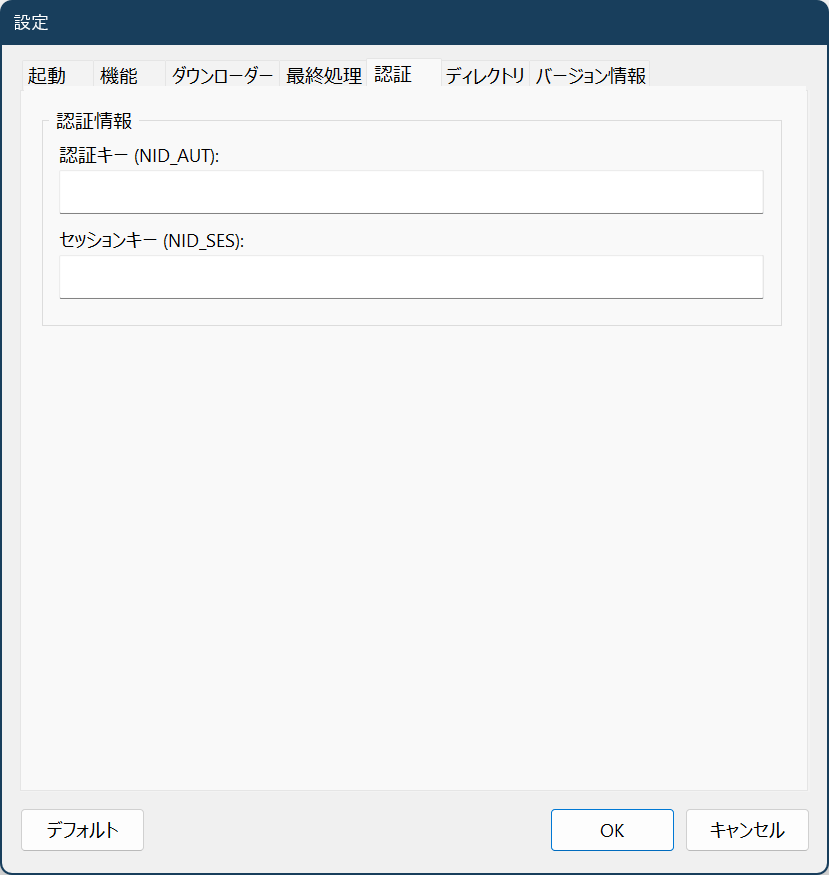 設定
起動 機能 ダウンローダー 最終処理 認証 ディレクトリ バージョン情報
認証情報
認証キー (NID_AUT):
セッションキー (NID_SES):
デフォルト OK キャンセル